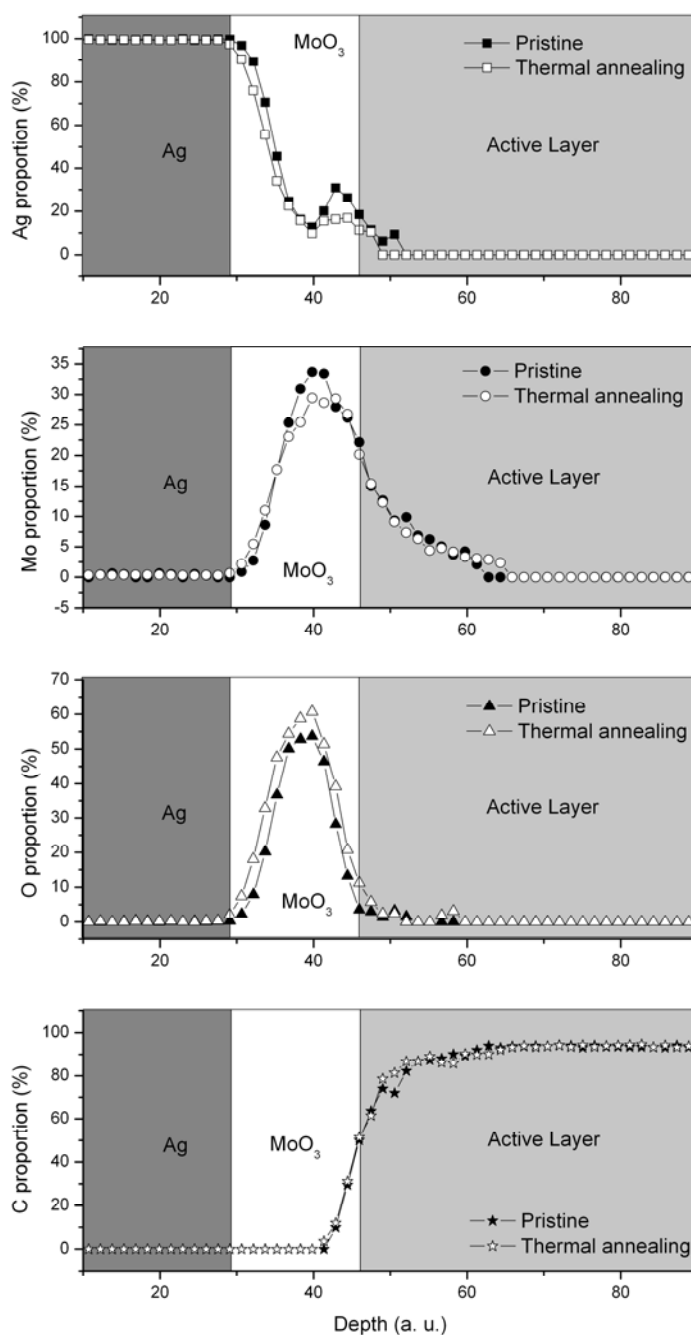 MoO3
Pristine
Thermal annealing
Ag
Active Layer
Ag proportion (%)
100
80
60
40
20
0
20
40
60
80
Pristine
Thermal annealing
Ag
Active Layer
MoO3
Mo proportion (%)
35
30
25
20
15
10
5
0
-5
20
40
60
80
Pristine
Thermal annealing
Ag
Active Layer
MoO3
O proportion (%)
70
60
50
40
30
20
10
0
20
40
60
80
MoO3
Ag
Active Layer
Pristine
Thermal annealing
C proportion (%)
100
80
60
40
20
0
20
40
60
80
Depth (a. u.)